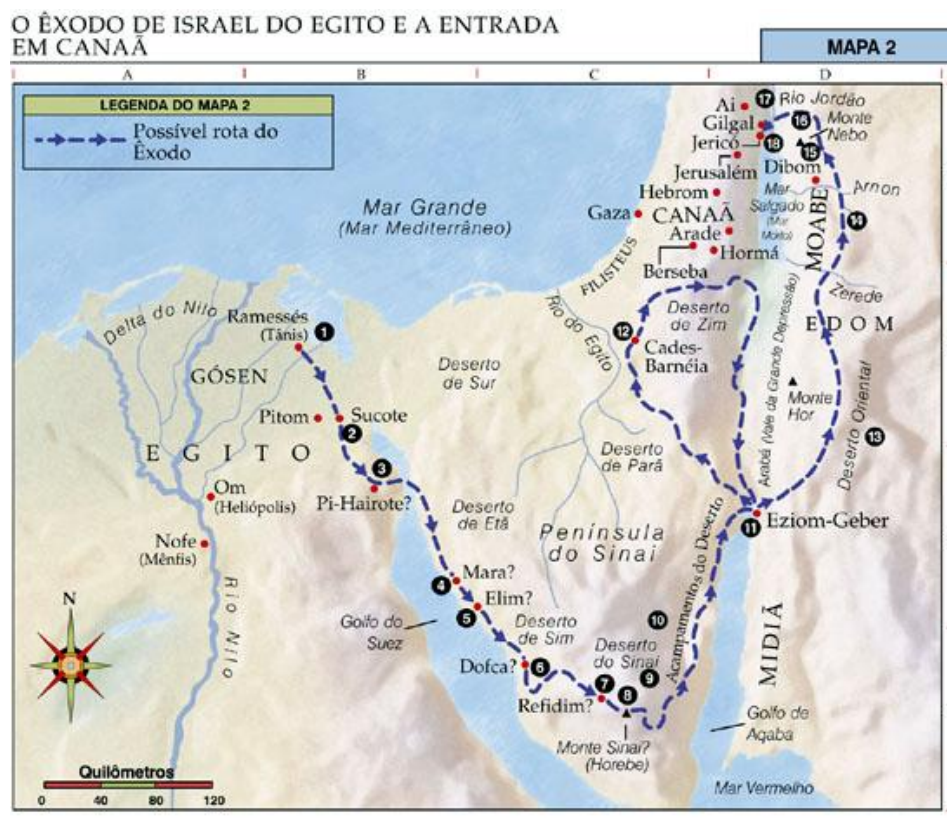 O ÊXODO DE ISRAEL DO EGITO E A ENTRADA
EM CANAÃ
MAPA 2
A
B
C
D
LEGENDA DO MAPA 2
Possível rota do
Êxodo
Mar Grande
(Mar Mediterrâneo)
Ai
17
Rio Jordão
Gilgal
16
Monte
Nebo
Jericó
18
15
Jerusalém
Dibom
Hebrom
Mar
Salgado
(Mar
Morto)
Arnon
Gaza
CANAÃ
MOABE
14
Arade
Hormá
FILISTEUS
Berseba
Zerede
Delta do Nilo
Ramessés
(Tânis)
1
Rio do Egito
12
Deserto
de Zim
EDOM
Cades-
Barnéia
Arabá (Vale da Grande Depressão)
GÓSEN
Deserto
de Sur
Monte
Hor
Deserto Oriental
13
Pitom
Sucote
2
EGITO
3
Pi-Hairote?
Deserto
de Parã
Om
(Heliópolis)
Deserto
de Etã
Península
do Sinai
Eziom-Geber
11
Nofe
(Mênfis)
Rio Nilo
Mara?
4
Elim?
5
Acampamentos do Deserto
N
Golfo do
Suez
Deserto
de Sim
10
Deserto
do Sinai
MIDIÃ
Dofca?
6
7
8
9
Refidim?
Golfo de
Aqaba
Monte Sinai?
(Horebe)
Quilômetros
0 40 80 120
Mar Vermelho